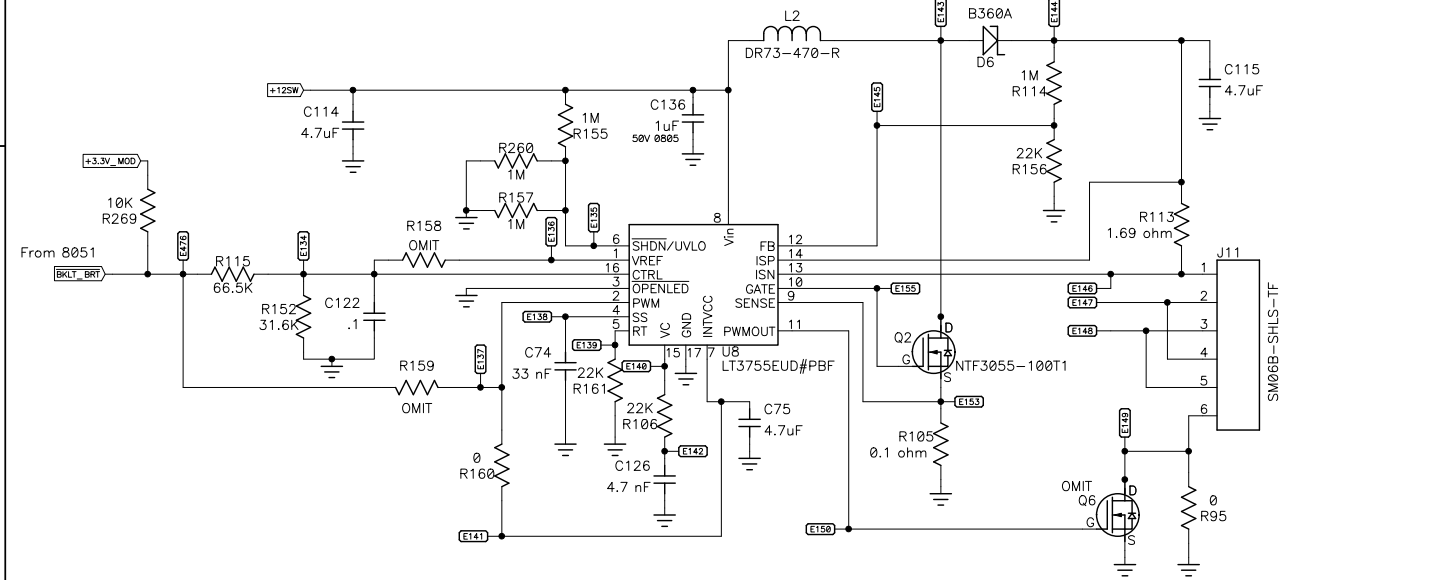 E143
B360A
E144
L2
DR73-470-R
D6
1M
R114
C115
4.7uF
+12SW
C114
4.7uF
1M
R155
C136
1uF
50V 0805
E145
22K
R156
+3.3V_MOD
R260
1M
10K
R269
R157
1M
E135
E136
R158
OMIT
8
Vin
R113
1.69 ohm
From 8051
BKLT_BRT
E476
R115
66.5K
E134
R152
31.6K
C122
.1
6 SHDN/UVLO
1 VREF
16 CTRL
3 OPENLED
2 PWM
4 SS
5 RT
FB 12
ISP 14
ISN 13
GATE 10
SENSE 9
PWMOUT 11
VC
GND
INTVCC
15 17 7 U8
LT3755EUD#PBF
E155
E146
E147
E148
J11
1
2
3
4
5
6
SM06B-SHLS-TF
E138
E139
E140
E137
C74
33 nF
22K
R161
R159
OMIT
Q2
D
G
S
NTF3055-100T1
E153
22K
R106
C75
4.7uF
R105
0.1 ohm
E149
E142
0
R160
C126
4.7 nF
E141
E150
OMIT
Q6
D
G
S
0
R95